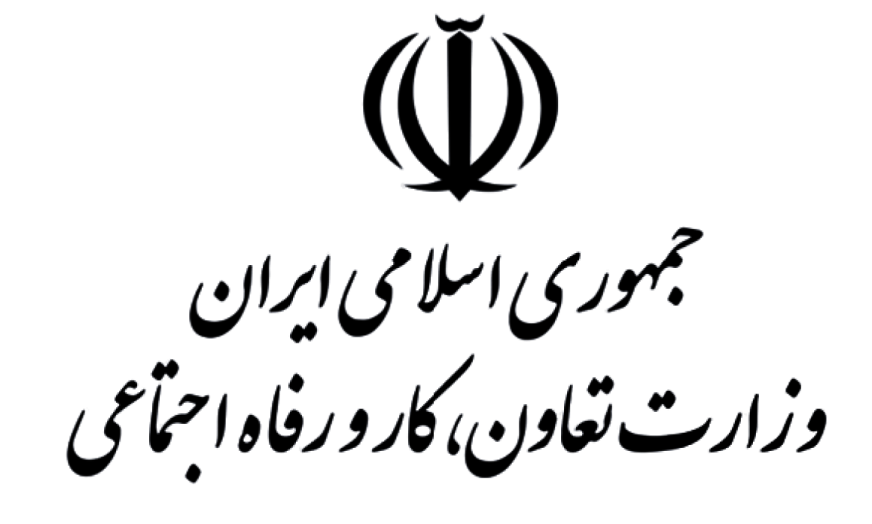 جمهوری اسلامی ایران
وزارت تعاون، کار و رفاه اجتماعی